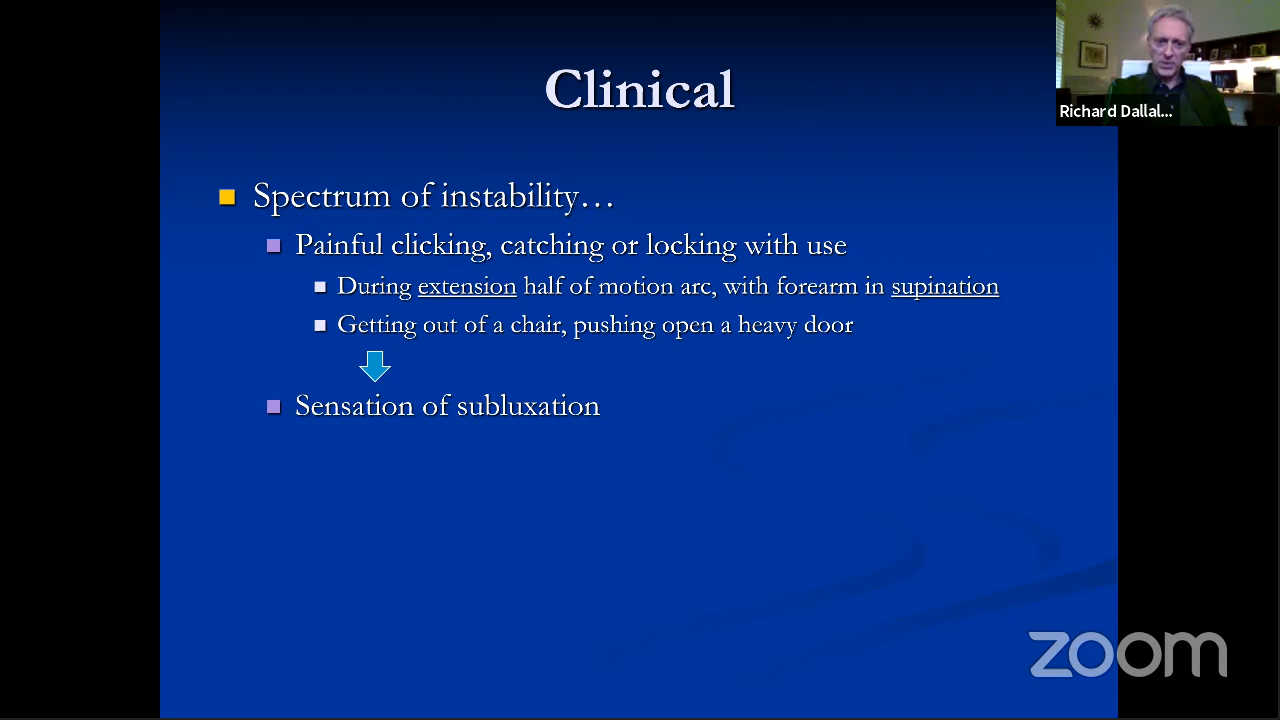 Clinical
Richard Dallal...
Spectrum of instability…
Painful clicking, catching or locking with use
During extension half of motion arc, with forearm in supination
Getting out of a chair, pushing open a heavy door
Sensation of subluxation
zoom